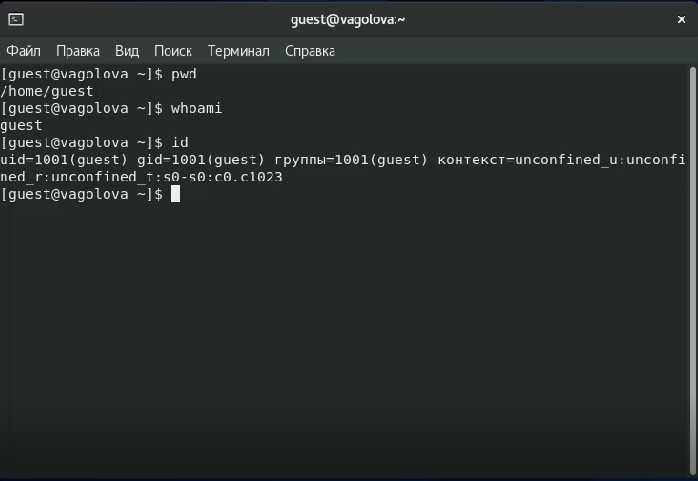 guest@vagolova:~
Файл Правка Вид Поиск Терминал Справка
[guest@vagolova ~]$ pwd
/home/guest
[guest@vagolova ~]$ whoami
guest
[guest@vagolova ~]$ id
uid=1001(guest) gid=1001(guest) группы=1001(guest) контекст=unconfined_u:unconfi
ned_r:unconfined_t:s0-s0:c0.c1023
[guest@vagolova ~]$